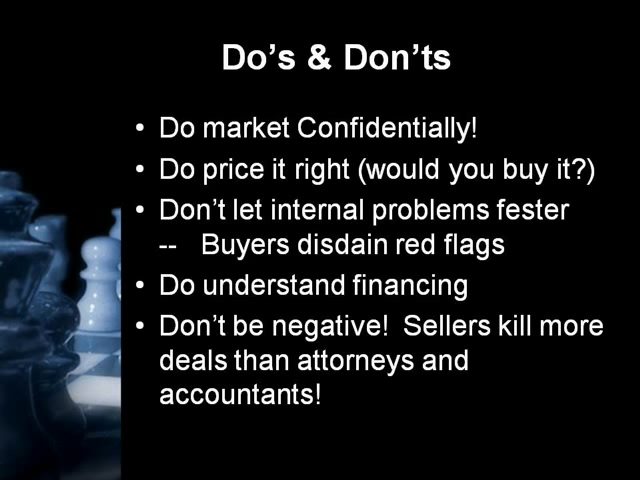 Do’s & Don’ts
• Do market Confidentially!
• Do price it right (would you buy it?)
• Don’t let internal problems fester
-- Buyers disdain red flags
• Do understand financing
• Don’t be negative! Sellers kill more
deals than attorneys and
accountants!